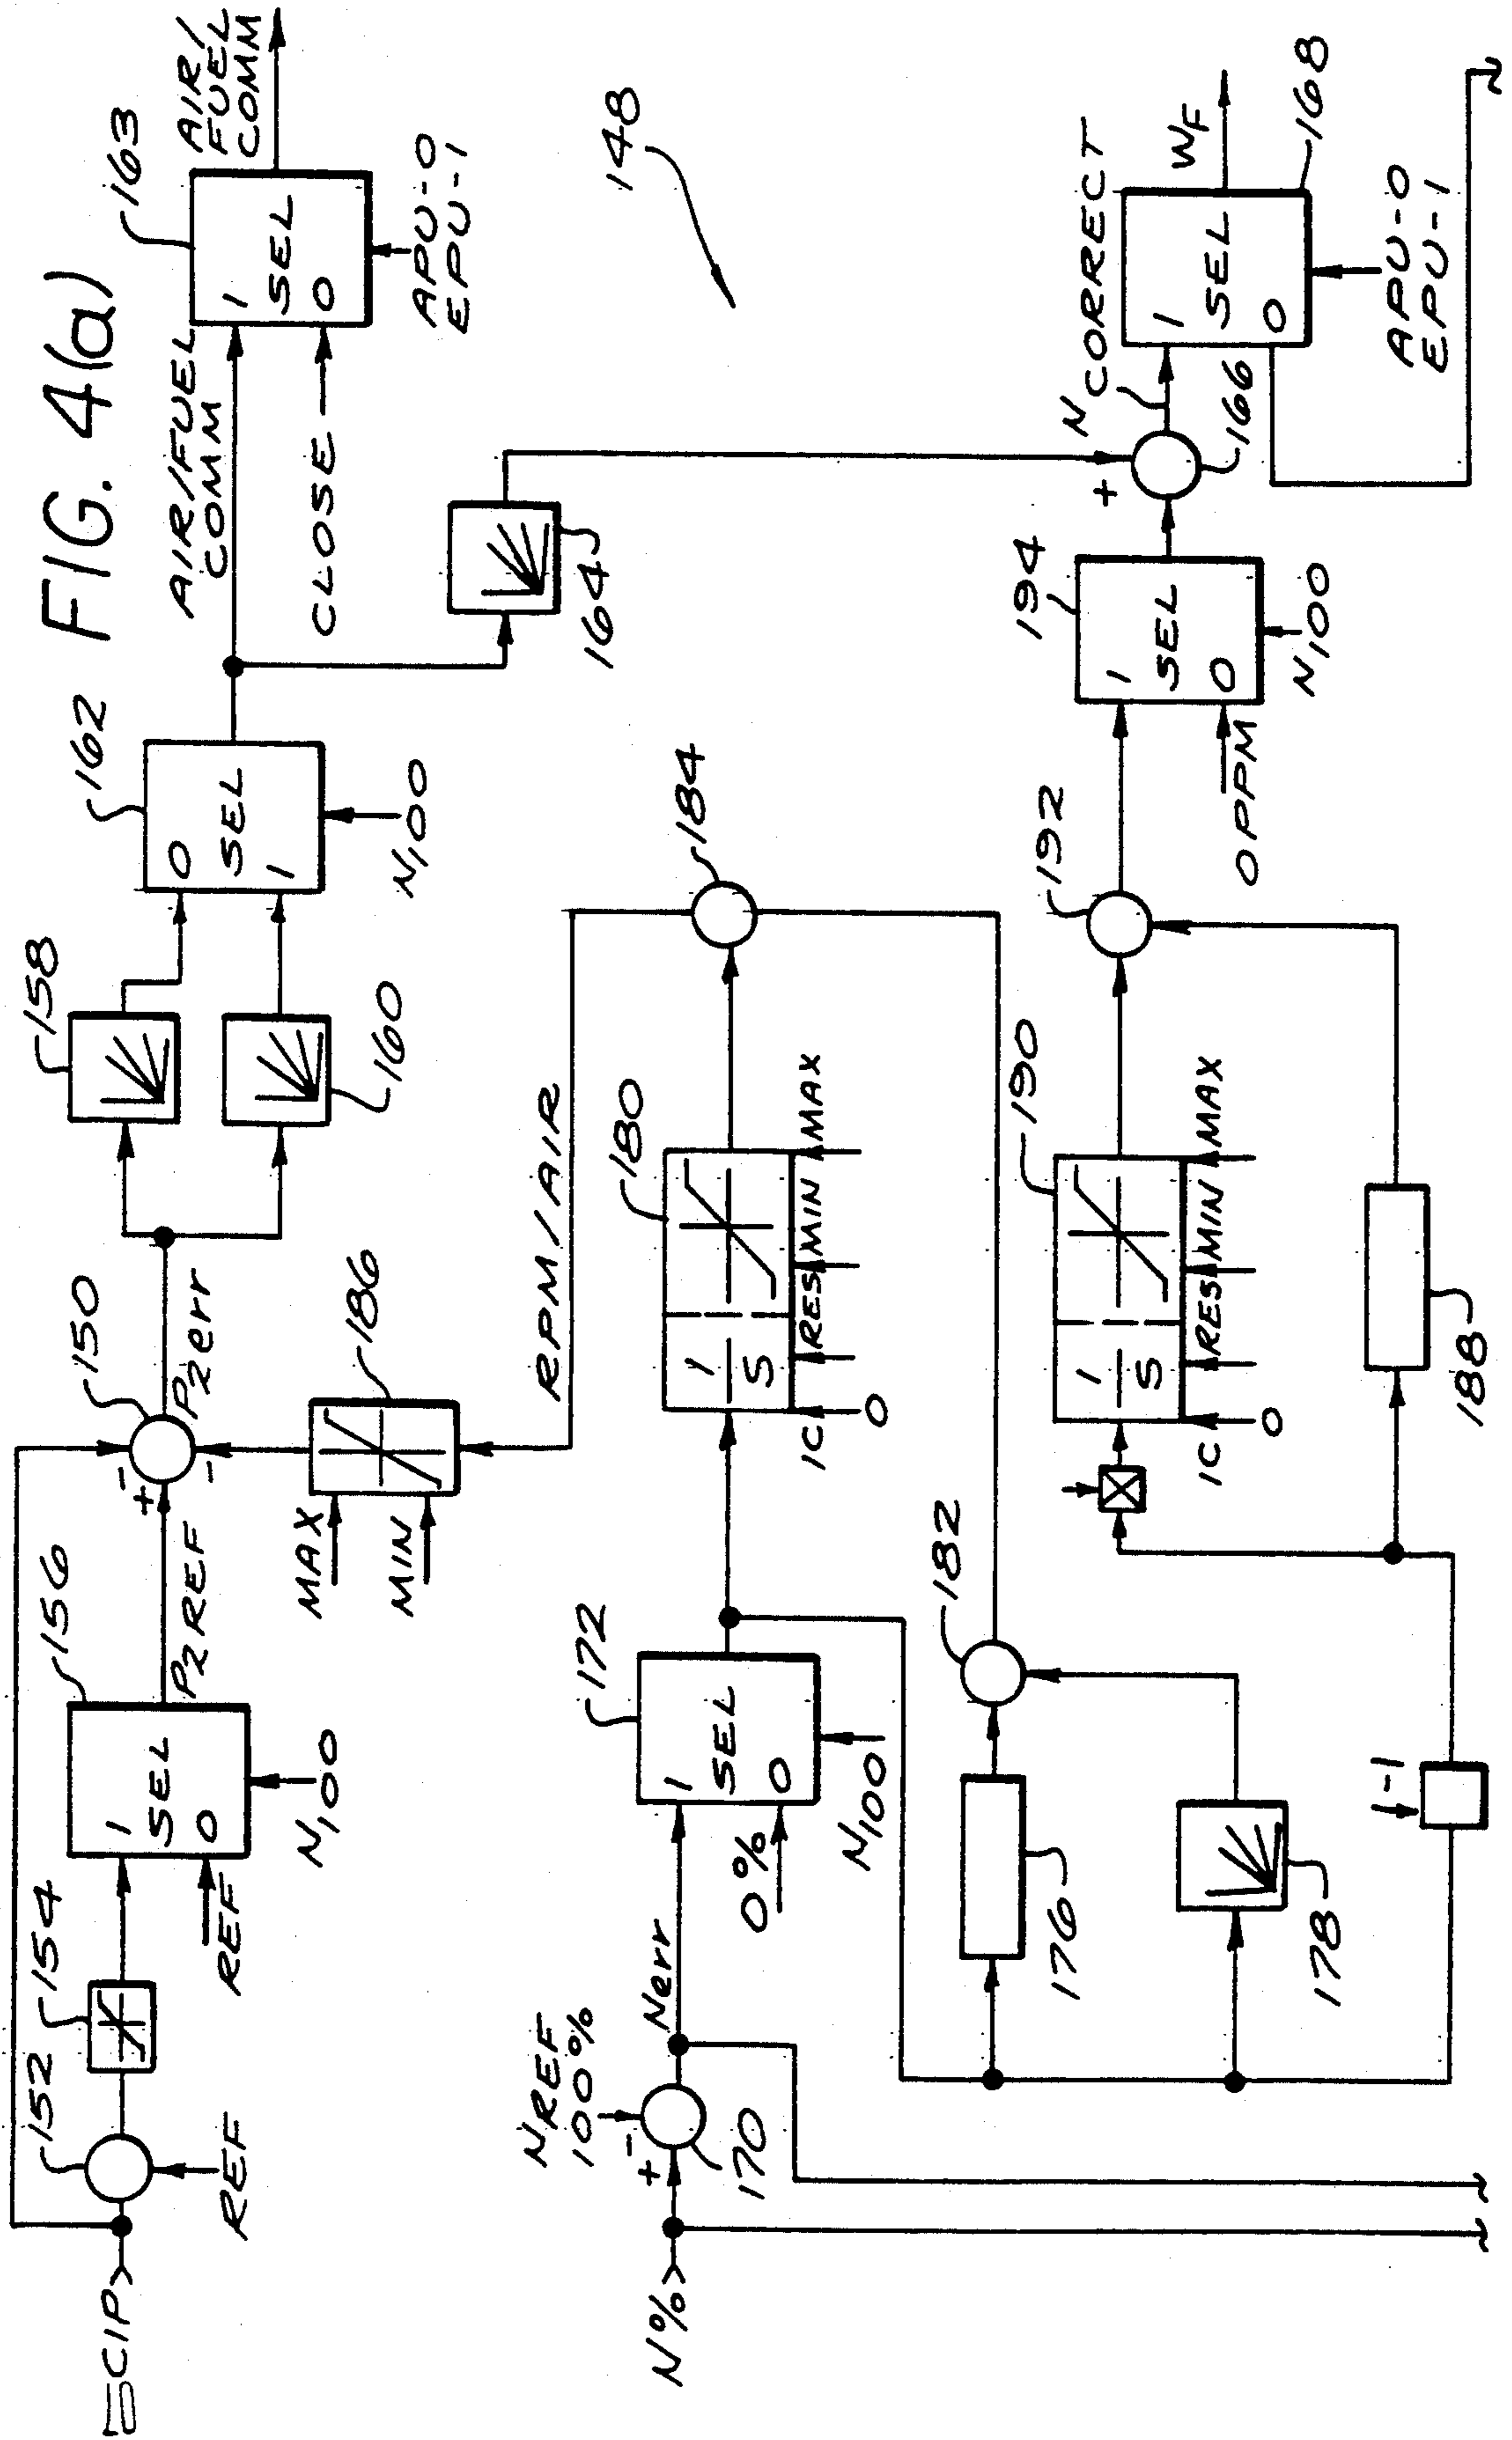 FIG. 4(a)
CIP
152
REF
154
REF
1
SEL
0
156
N100
P2REF
+
-
-
150
P2err
158
160
0
SEL
1
162
N100
AIR/FUEL
COMM
CLOSE
1
SEL
0
163
APU-0
EPU-1
AIR/
FUEL
COMM
164
148
MAX
MIN
186
RPM/AIR
N%
+
-
NREF
100%
170
Nerr
0%
1
SEL
0
172
N100
1
S
IC
0
RES
MIN
MAX
180
184
176
178
182
-1
1
S
IC
0
RES
MIN
MAX
190
188
192
OPPM
1
SEL
0
194
N100
+
166
NCORRECT
1
SEL
0
168
APU-0
EPU-1
WF